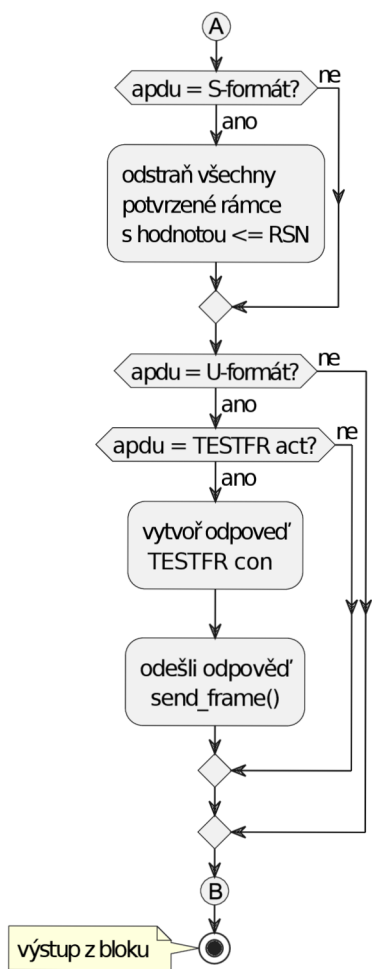 A
apdu = S-formát?
ne
ano
odstraň všechny
potvrzené rámce
s hodnotou <= RSN
apdu = U-formát?
ne
ano
apdu = TESTFR act?
ne
ano
vytvoř odpoveď
TESTFR con
odešli odpověď
send_frame()
B
výstup z bloku